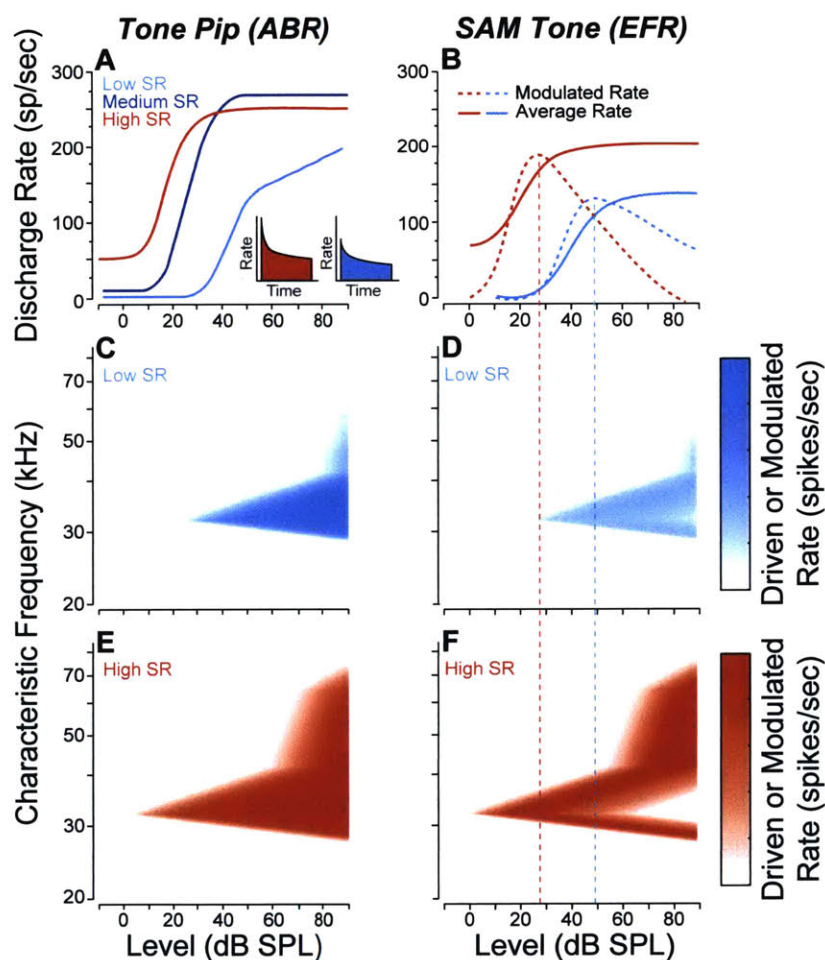 Tone Pip (ABR)
SAM Tone (EFR)
A
Low SR
Medium SR
High SR
Discharge Rate (sp/sec)
300
200
100
0
0 20 40 60 80
Rate
Time
Rate
Time
B
Modulated Rate
Average Rate
300
200
100
0
0 20 40 60 80
C
Low SR
70
50
30
20
D
Low SR
Driven or Modulated
Rate (spikes/sec)
Characteristic Frequency (kHz)
E
High SR
70
50
30
20
0 20 40 60 80
Level (dB SPL)
F
High SR
0 20 40 60 80
Level (dB SPL)
Driven or Modulated
Rate (spikes/sec)